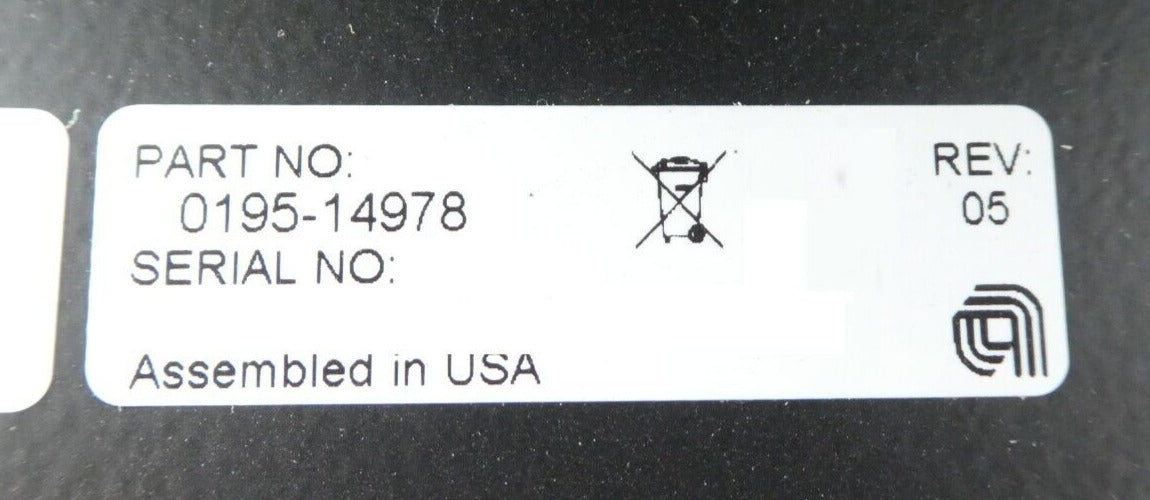 PART NO:
0195-14978
SERIAL NO:
Assembled in USA
REV:
05